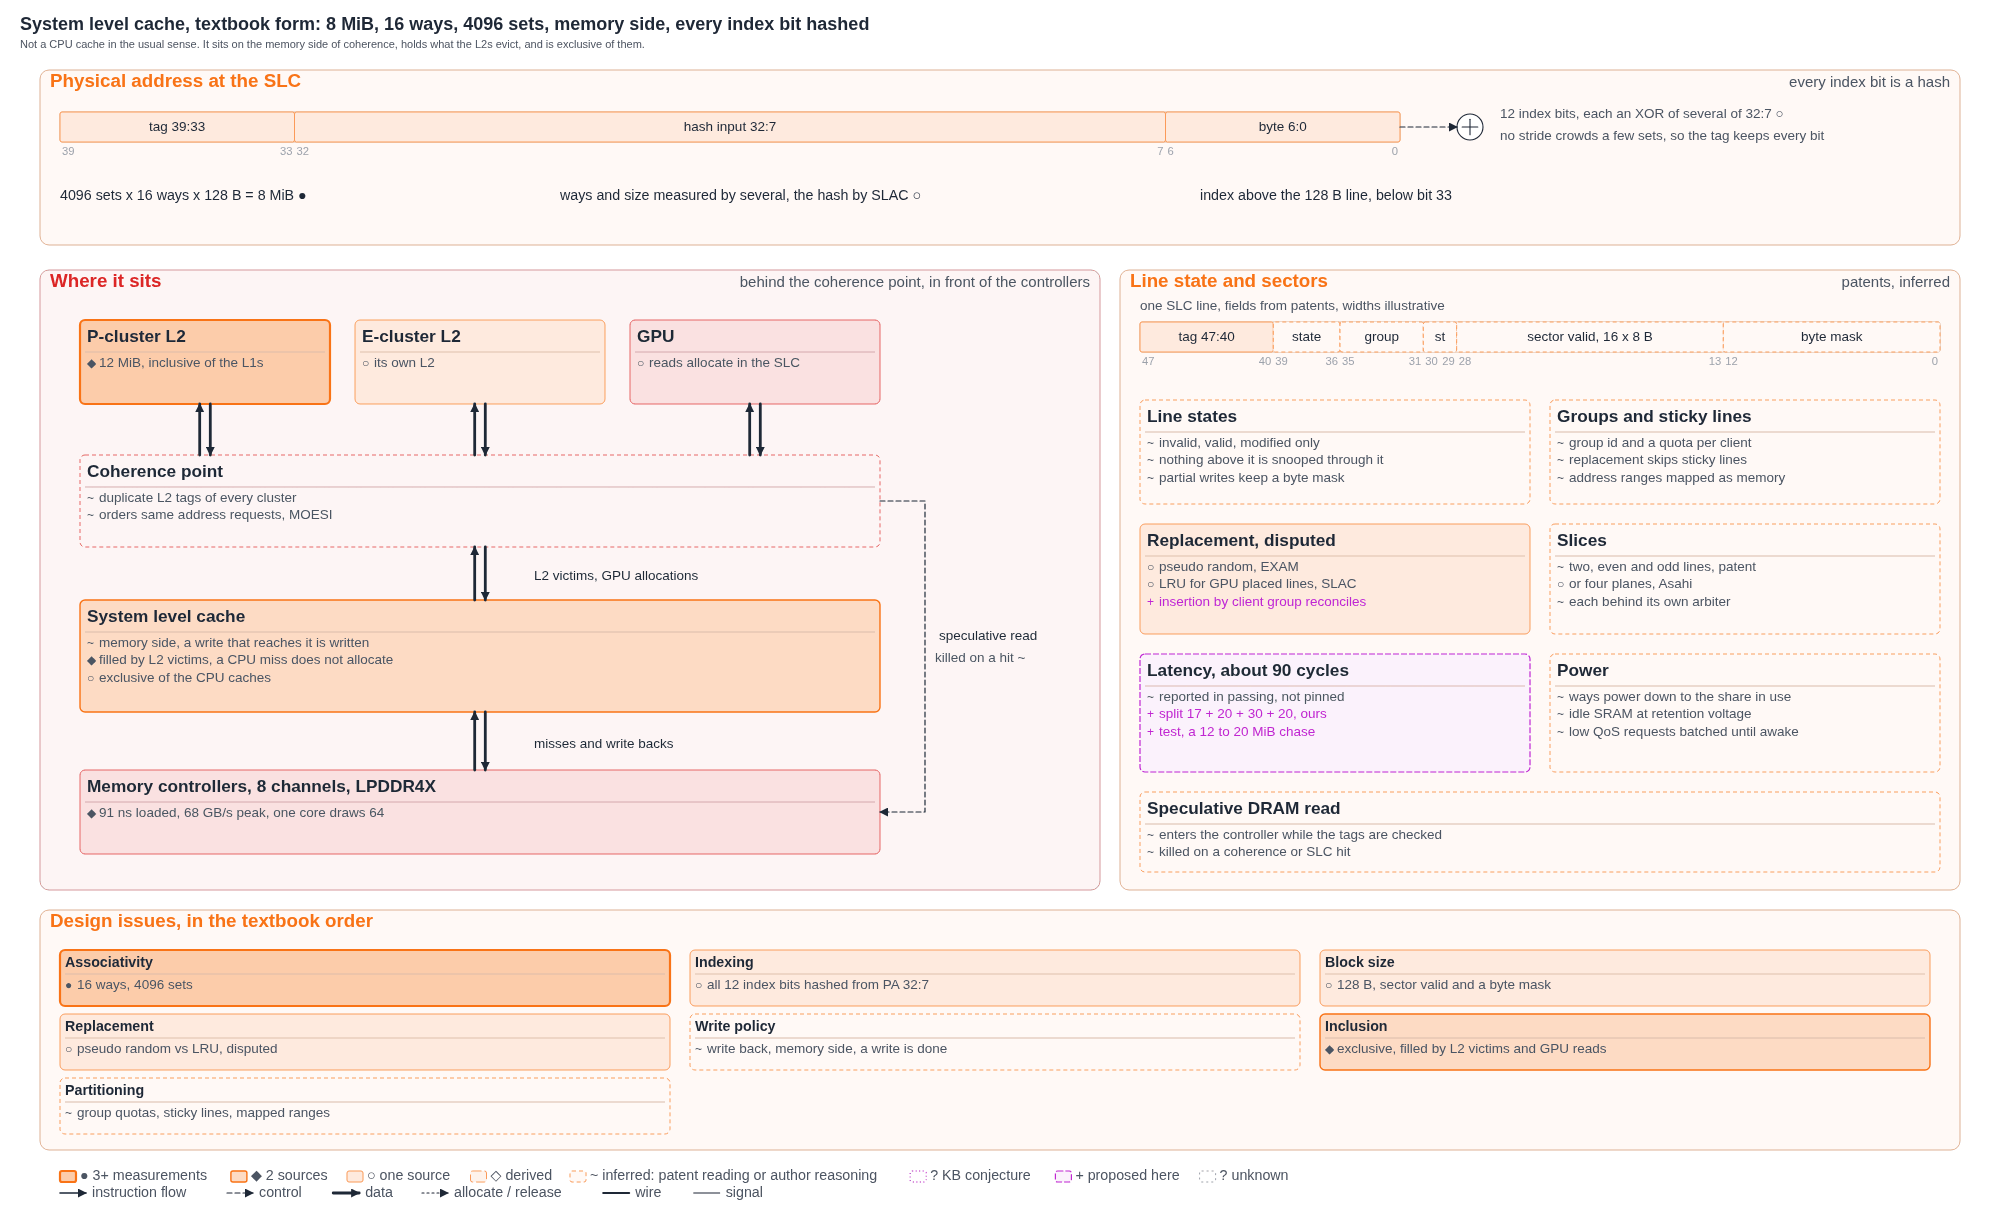 System level cache, textbook form: 8 MiB, 16 ways, 4096 sets, memory side, every index bit hashed
Not a CPU cache in the usual sense. It sits on the memory side of coherence, holds what the L2s evict, and is exclusive of them.
Physical address at the SLC
every index bit is a hash
tag 39:33
hash input 32:7
byte 6:0
39 33 32 7 6 0
12 index bits, each an XOR of several of 32:7 ○
no stride crowds a few sets, so the tag keeps every bit
4096 sets x 16 ways x 128 B = 8 MiB ●
ways and size measured by several, the hash by SLAC ○
index above the 128 B line, below bit 33
Where it sits
behind the coherence point, in front of the controllers
P-cluster L2
◆ 12 MiB, inclusive of the L1s
E-cluster L2
○ its own L2
GPU
○ reads allocate in the SLC
Coherence point
~ duplicate L2 tags of every cluster
~ orders same address requests, MOESI
L2 victims, GPU allocations
System level cache
~ memory side, a write that reaches it is written
◆ filled by L2 victims, a CPU miss does not allocate
○ exclusive of the CPU caches
speculative read
killed on a hit ~
misses and write backs
Memory controllers, 8 channels, LPDDR4X
◆ 91 ns loaded, 68 GB/s peak, one core draws 64
Line state and sectors
patents, inferred
one SLC line, fields from patents, widths illustrative
tag 47:40
state
group
st
sector valid, 16 x 8 B
byte mask
47 40 39 36 35 31 30 29 28 13 12 0
Line states
~ invalid, valid, modified only
~ nothing above it is snooped through it
~ partial writes keep a byte mask
Groups and sticky lines
~ group id and a quota per client
~ replacement skips sticky lines
~ address ranges mapped as memory
Replacement, disputed
○ pseudo random, EXAM
○ LRU for GPU placed lines, SLAC
+ insertion by client group reconciles
Slices
~ two, even and odd lines, patent
○ or four planes, Asahi
~ each behind its own arbiter
Latency, about 90 cycles
~ reported in passing, not pinned
+ split 17 + 20 + 30 + 20, ours
+ test, a 12 to 20 MiB chase
Power
~ ways power down to the share in use
~ idle SRAM at retention voltage
~ low QoS requests batched until awake
Speculative DRAM read
~ enters the controller while the tags are checked
~ killed on a coherence or SLC hit
Design issues, in the textbook order
Associativity
● 16 ways, 4096 sets
Indexing
○ all 12 index bits hashed from PA 32:7
Block size
○ 128 B, sector valid and a byte mask
Replacement
○ pseudo random vs LRU, disputed
Write policy
~ write back, memory side, a write is done
Inclusion
◆ exclusive, filled by L2 victims and GPU reads
Partitioning
~ group quotas, sticky lines, mapped ranges
● 3+ measurements ◆ 2 sources ○ one source ◇ derived ~ inferred: patent reading or author reasoning ? KB conjecture + proposed here ? unknown
instruction flow control data allocate / release wire signal